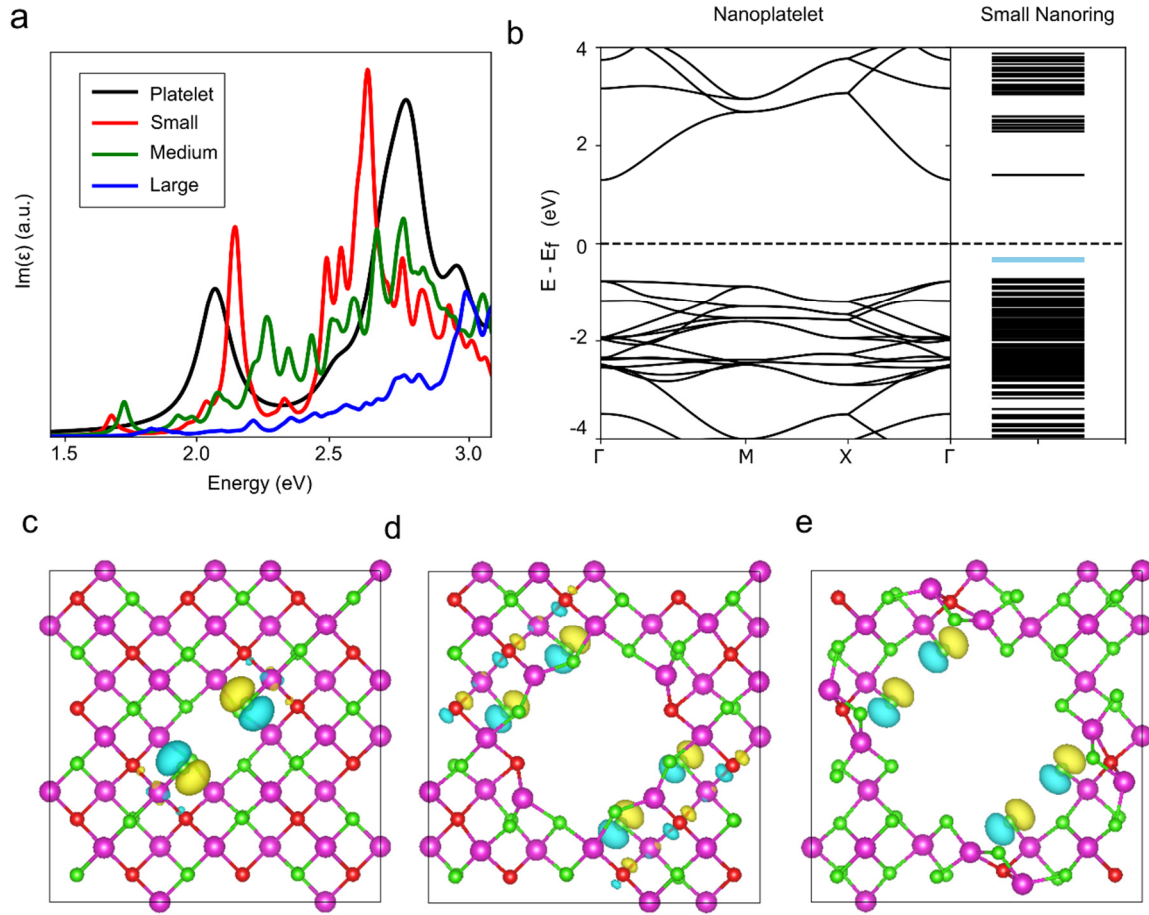 a
Platelet
Small
Medium
Large
Im(ε) (a.u.)
1.5 2.0 2.5 3.0
Energy (eV)
b
Nanoplatelet Small Nanoring
4
2
0
-2
-4
E - Ef (eV)
Γ M X Γ
c
d
e